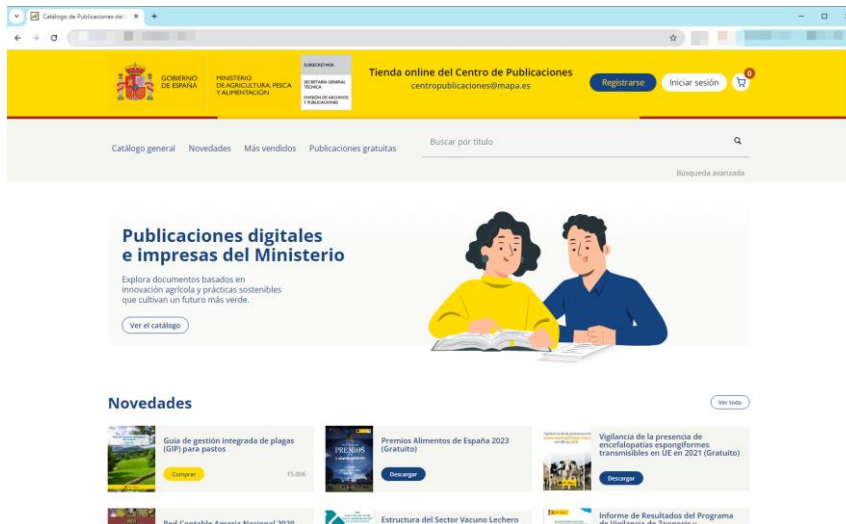 Catálogo de Publicaciones del
GOBIERNO
DE ESPAÑA
MINISTERIO
DE AGRICULTURA, PESCA
Y ALIMENTACIÓN
SUBSECRETARÍA
SECRETARÍA GENERAL
TÉCNICA
DIVISIÓN DE ARCHIVOS
Y PUBLICACIONES
Tienda online del Centro de Publicaciones
centropublicaciones@mapa.es
Registrarse
Iniciar sesión
0
Catálogo general Novedades Más vendidos Publicaciones gratuitas
Buscar por título
Búsqueda avanzada
Publicaciones digitales
e impresas del Ministerio
Explora documentos basados en
innovación agrícola y prácticas sostenibles
que cultivan un futuro más verde.
Ver el catálogo
Novedades
Ver todo
Guía de gestión integrada de plagas
(GIP) para pastos
Comprar
15.00€
PREMIOS
Premios Alimentos de España 2023
(Gratuito)
Descargar
Vigilancia de la presencia de
encefalopatías espongiformes
transmisibles en UE en 2021 (Gratuito)
Descargar
Red Contable Agraria Nacional 2020
Estructura del Sector Vacuno Lechero
Informe de Resultados del Programa
de Vigilancia de Zoonosis y